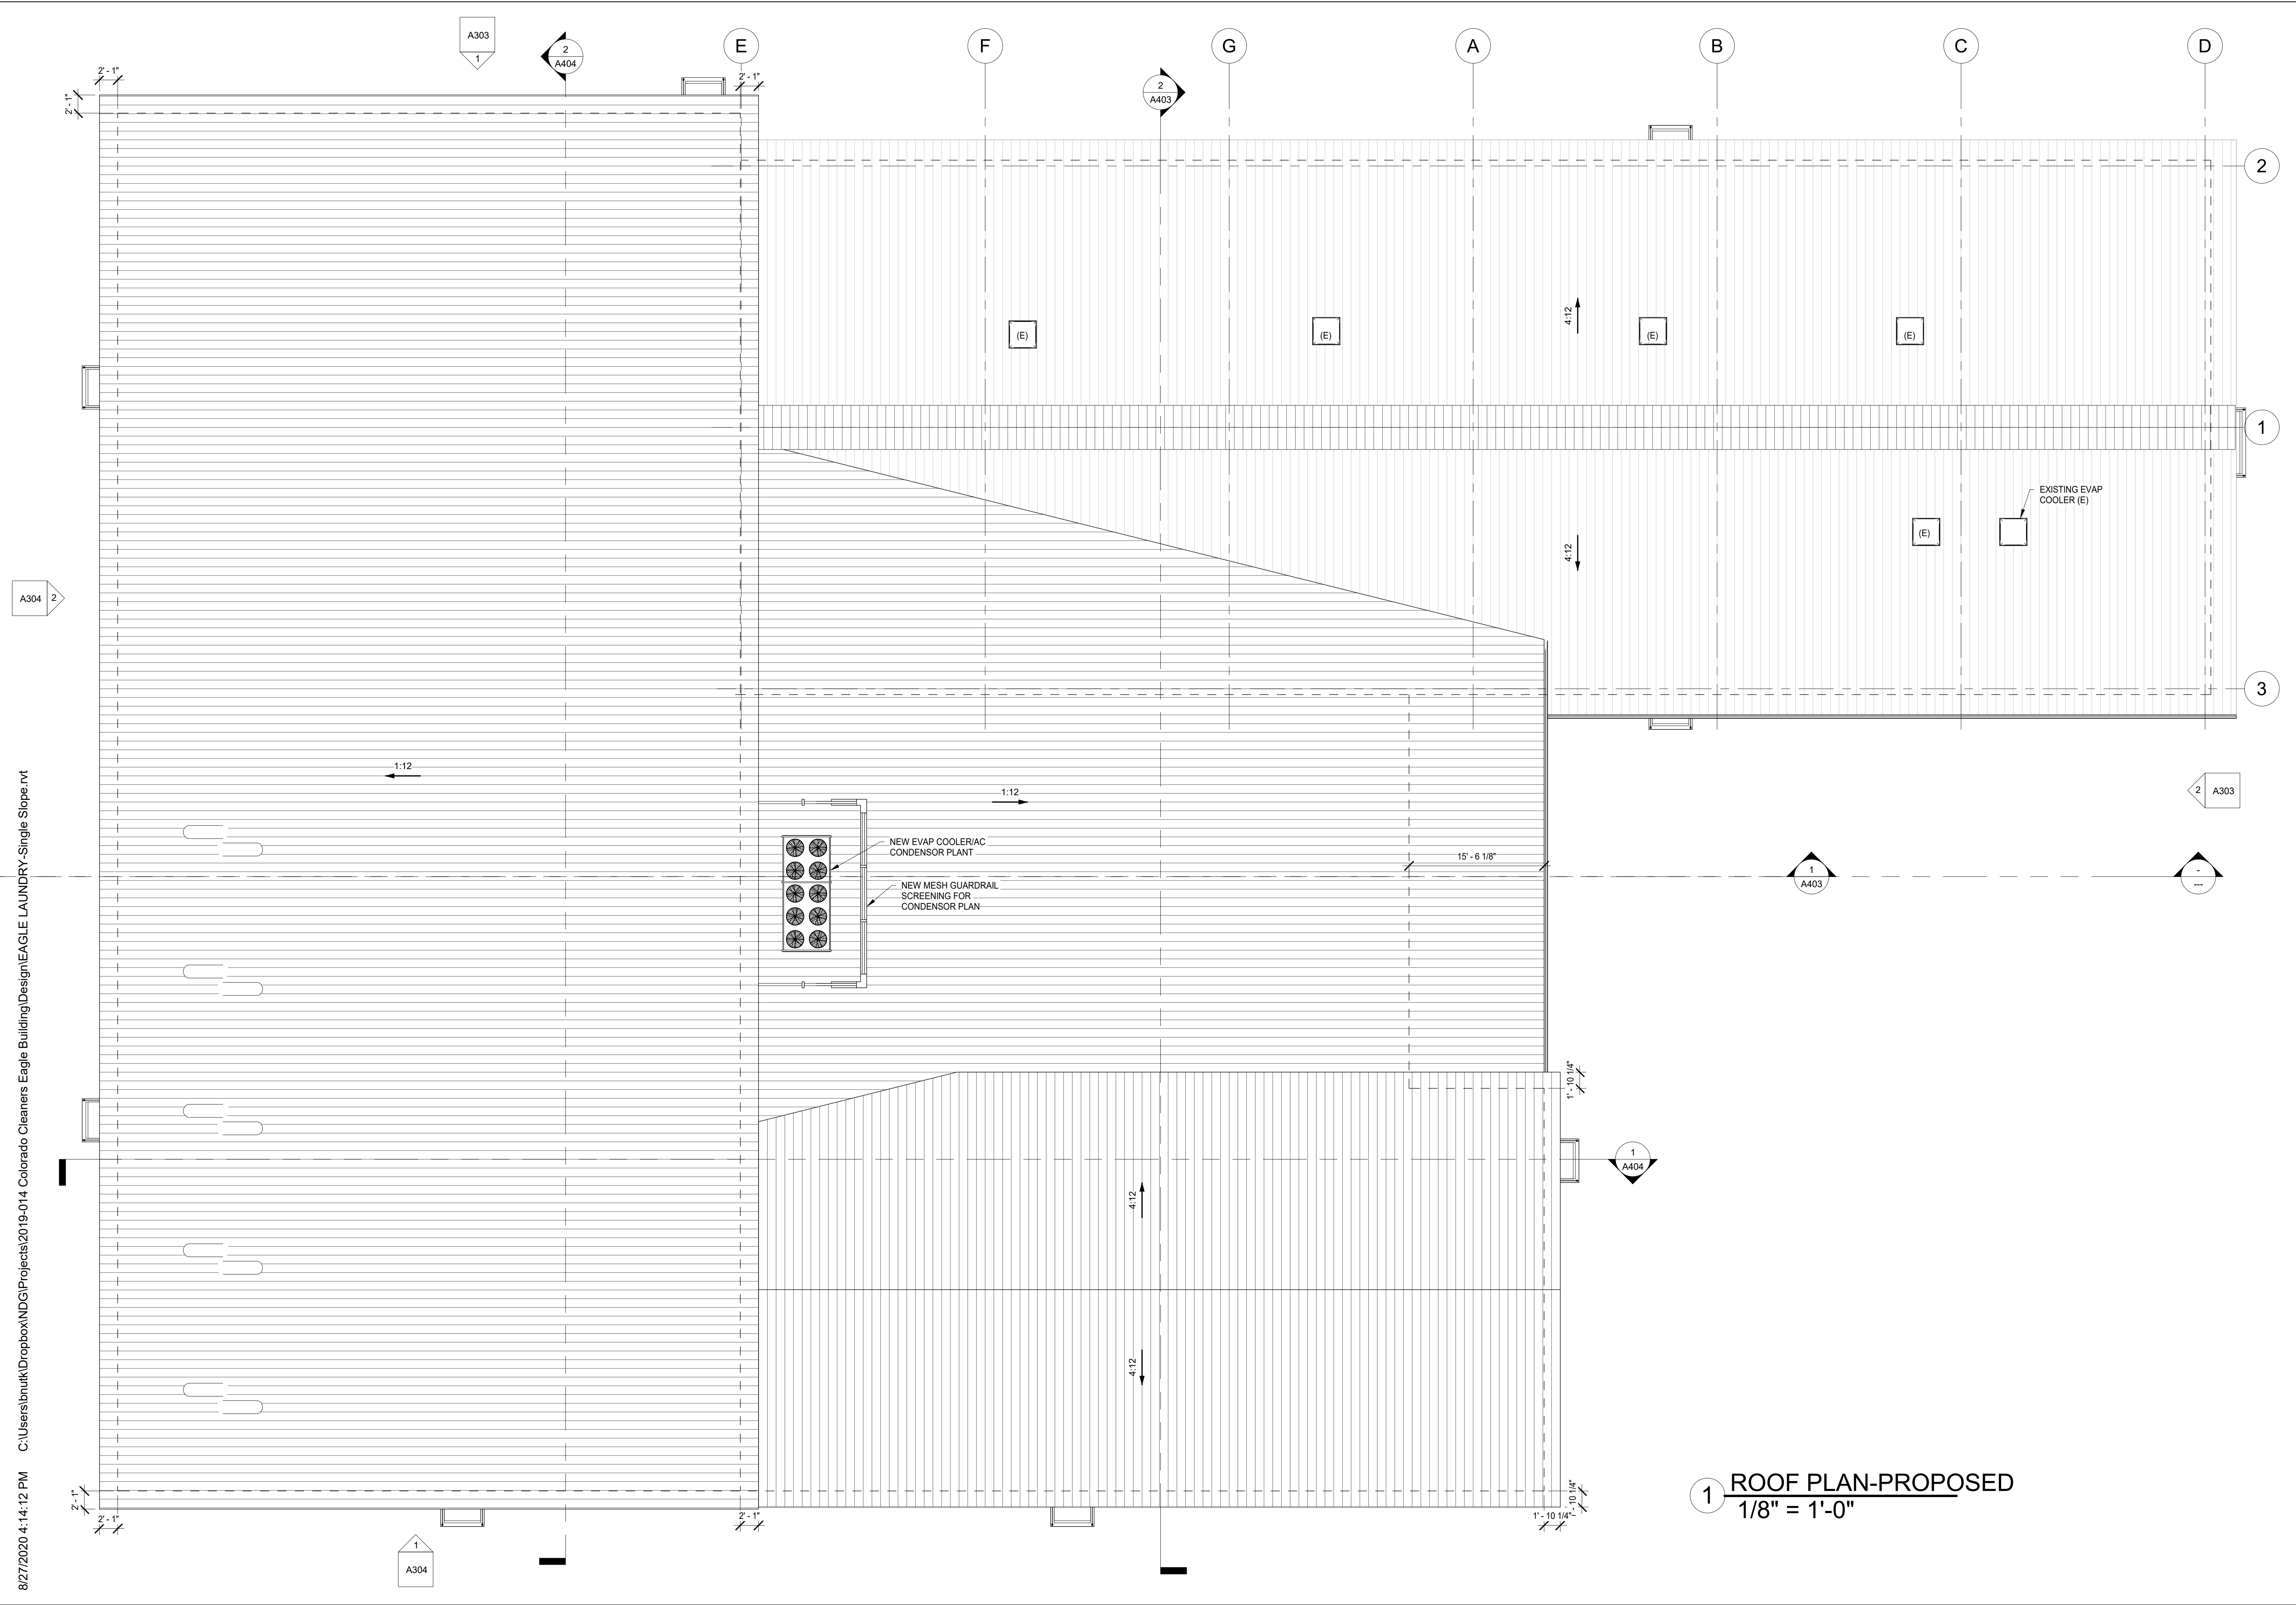 A303
1
2
A404
E
F
G
A
B
C
D
2' - 1"
2' - 1"
2' - 1"
2
A403
2
4:12
(E)
(E)
(E)
(E)
1
EXISTING EVAP
COOLER (E)
(E)
4:12
A304
2
3
1:12
1:12
2
A303
NEW EVAP COOLER/AC
CONDENSOR PLANT
15' - 6 1/8"
1
A403
-
---
NEW MESH GUARDRAIL
SCREENING FOR
CONDENSOR PLAN
1' - 10 1/4"
1
A404
4:12
4:12
2' - 1"
2' - 1"
2' - 1"
1' - 10 1/4"
1' - 10 1/4"
1
A304
1
ROOF PLAN-PROPOSED
1/8" = 1'-0"
8/27/2020 4:14:12 PM C:\Users\bnutk\Dropbox\NDG\Projects\2019-014 Colorado Cleaners Eagle Building\Design\EAGLE LAUNDRY-Single Slope.rvt